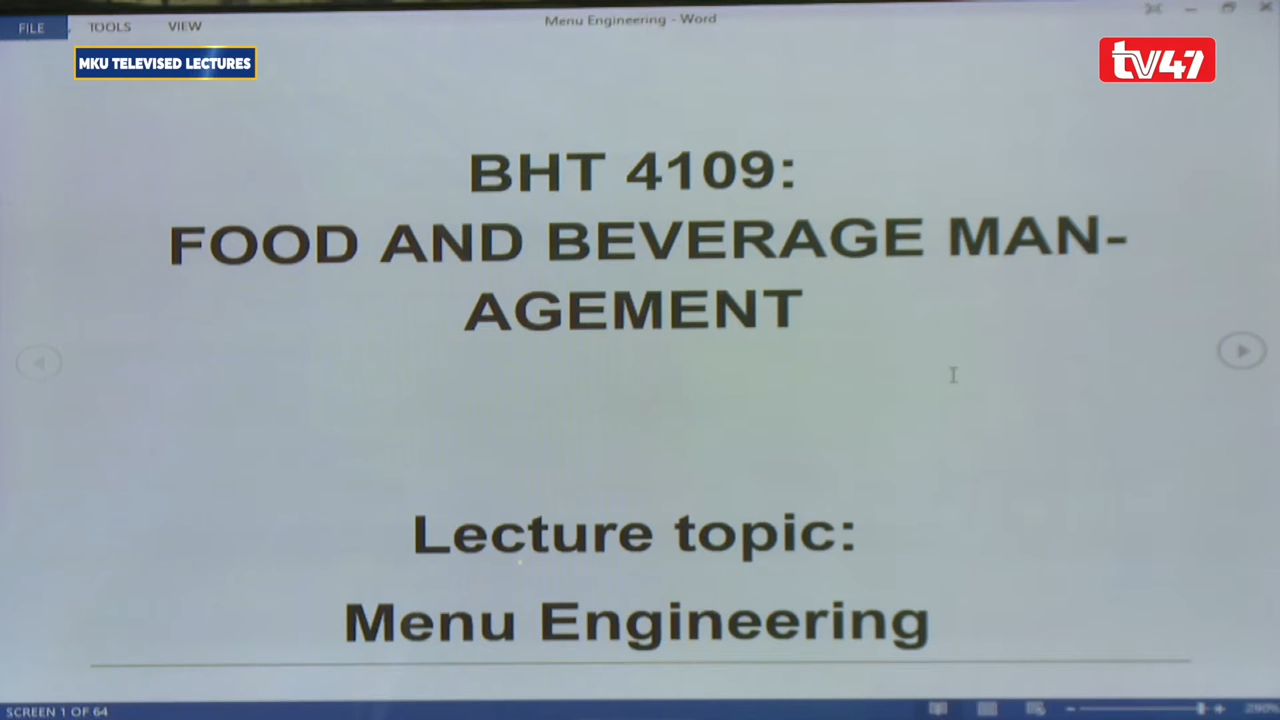 Menu Engineering - Word
FILE TOOLS VIEW
MKU TELEVISED LECTURES
tv47
BHT 4109:
FOOD AND BEVERAGE MAN-
AGEMENT
Lecture topic:
Menu Engineering
SCREEN 1 OF 64